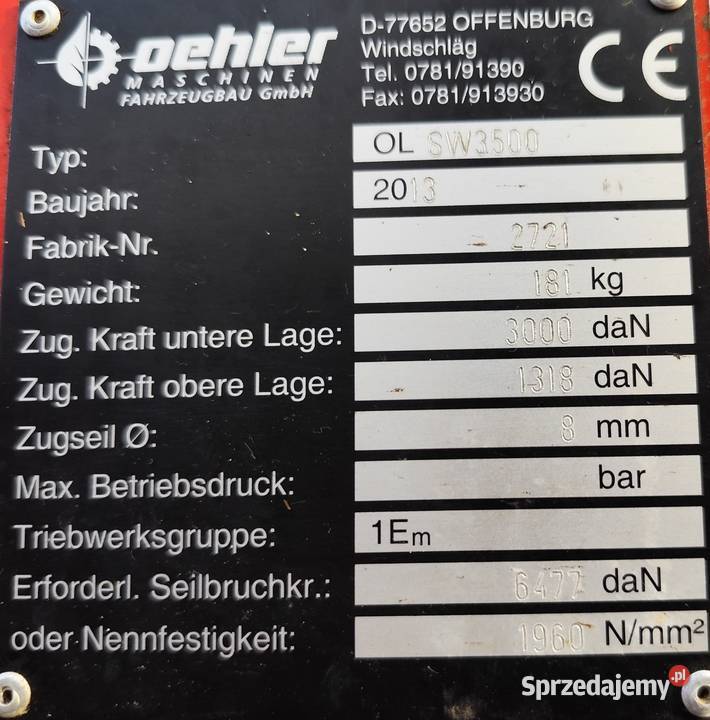 oehler
MASCHINEN
FAHRZEUGBAU GmbH
D-77652 OFFENBURG
Windschläg
Tel. 0781/91390
Fax: 0781/913930
CE
Typ: OL SW3500
Baujahr: 2013
Fabrik-Nr. 2721
Gewicht: 181 kg
Zug. Kraft untere Lage: 3000 daN
Zug. Kraft obere Lage: 1318 daN
Zugseil Ø: 8 mm
Max. Betriebsdruck: bar
Triebwerksgruppe: 1Em
Erforderl. Seilbruchkr.: 6477 daN
oder Nennfestigkeit: 1960 N/mm²
Sprzedajemy.pl